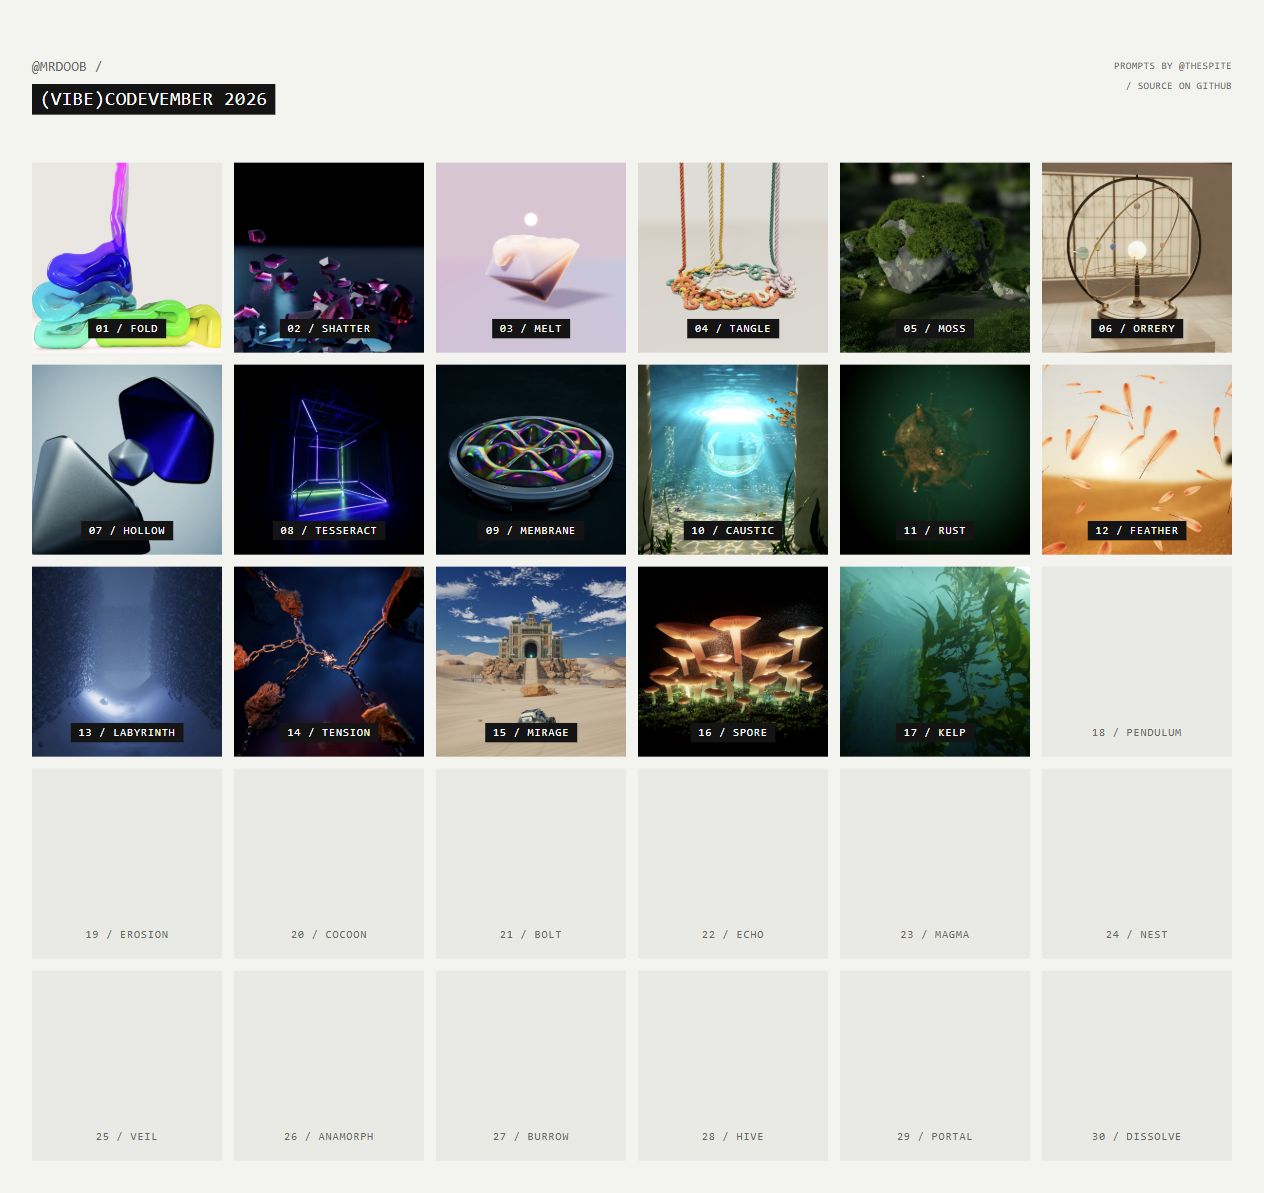 @MRDOOB /
(VIBE)CODEVEMBER 2026
PROMPTS BY @THESPITE
/ SOURCE ON GITHUB
01 / FOLD
02 / SHATTER
03 / MELT
04 / TANGLE
05 / MOSS
06 / ORRERY
07 / HOLLOW
08 / TESSERACT
09 / MEMBRANE
10 / CAUSTIC
11 / RUST
12 / FEATHER
13 / LABYRINTH
14 / TENSION
15 / MIRAGE
16 / SPORE
17 / KELP
18 / PENDULUM
19 / EROSION
20 / COCOON
21 / BOLT
22 / ECHO
23 / MAGMA
24 / NEST
25 / VEIL
26 / ANAMORPH
27 / BURROW
28 / HIVE
29 / PORTAL
30 / DISSOLVE